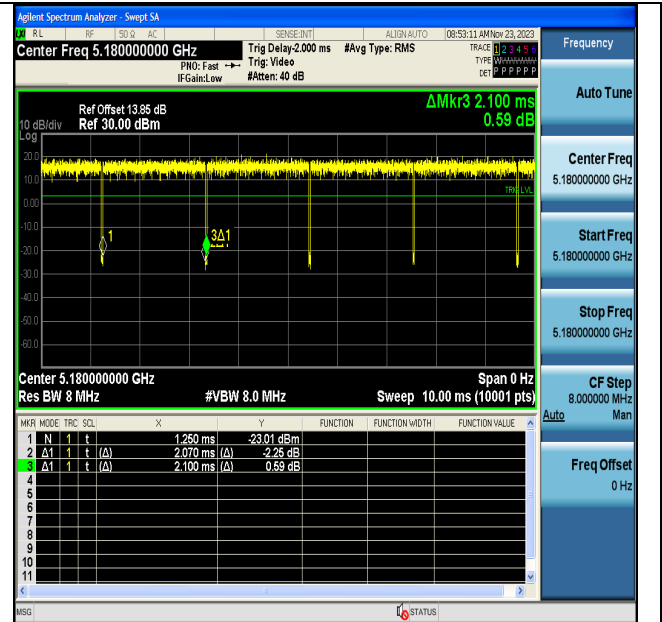 Agilent Spectrum Analyzer - Swept SA
RL RF 50 Ω AC SENSE:INT ALIGN AUTO 08:53:11 AM Nov 23, 2023
Center Freq 5.180000000 GHz
Trig Delay-2.000 ms #Avg Type: RMS
TRACE 1 2 3 4 5 6
PNO: Fast Trig: Video
TYPE
IFGain:Low #Atten: 40 dB
DET P P P P P P
Frequency
Auto Tune
Center Freq
5.180000000 GHz
Start Freq
5.180000000 GHz
Stop Freq
5.180000000 GHz
CF Step
8.000000 MHz
Auto Man
Freq Offset
0 Hz
ΔMkr3 2.100 ms
0.59 dB
Ref Offset 13.85 dB
10 dB/div Ref 30.00 dBm
Log
20.0
10.0
0.00
-10.0
-20.0
-30.0
-40.0
-50.0
-60.0
TRIG LVL
1
3Δ1
Center 5.180000000 GHz Span 0 Hz
Res BW 8 MHz #VBW 8.0 MHz Sweep 10.00 ms (10001 pts)
MKR MODE TRC SCL X Y FUNCTION FUNCTION WIDTH FUNCTION VALUE
1 N 1 t 1.250 ms -23.01 dBm
2 Δ1 1 t (Δ) 2.070 ms (Δ) -2.25 dB
3 Δ1 1 t (Δ) 2.100 ms (Δ) 0.59 dB
4
5
6
7
8
9
10
11
MSG STATUS